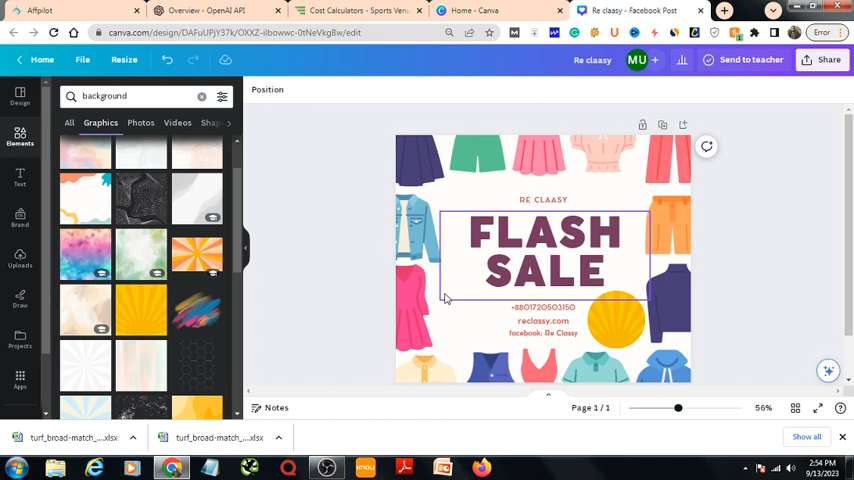 Affpilot
Overview - OpenAI API
Cost Calculators - Sports Ven
Home - Canva
Re claasy - Facebook Post
canva.com/design/DAFuUPjY37k/OXXZ-ilbowwc-0tNeVkgBw/edit
Error
Home
File
Resize
Re claasy
MU
Send to teacher
Share
Design
Elements
Text
Brand
Uploads
Draw
Projects
Apps
background
All
Graphics
Photos
Videos
Shap
Position
RE CLAASY
FLASH
SALE
+8801720503150
reclassy.com
facebook: Re Classy
Notes
Page 1 / 1
56%
turf_broad-match_....xlsx
turf_broad-match_....xlsx
Show all
imou
2:54 PM
9/13/2023